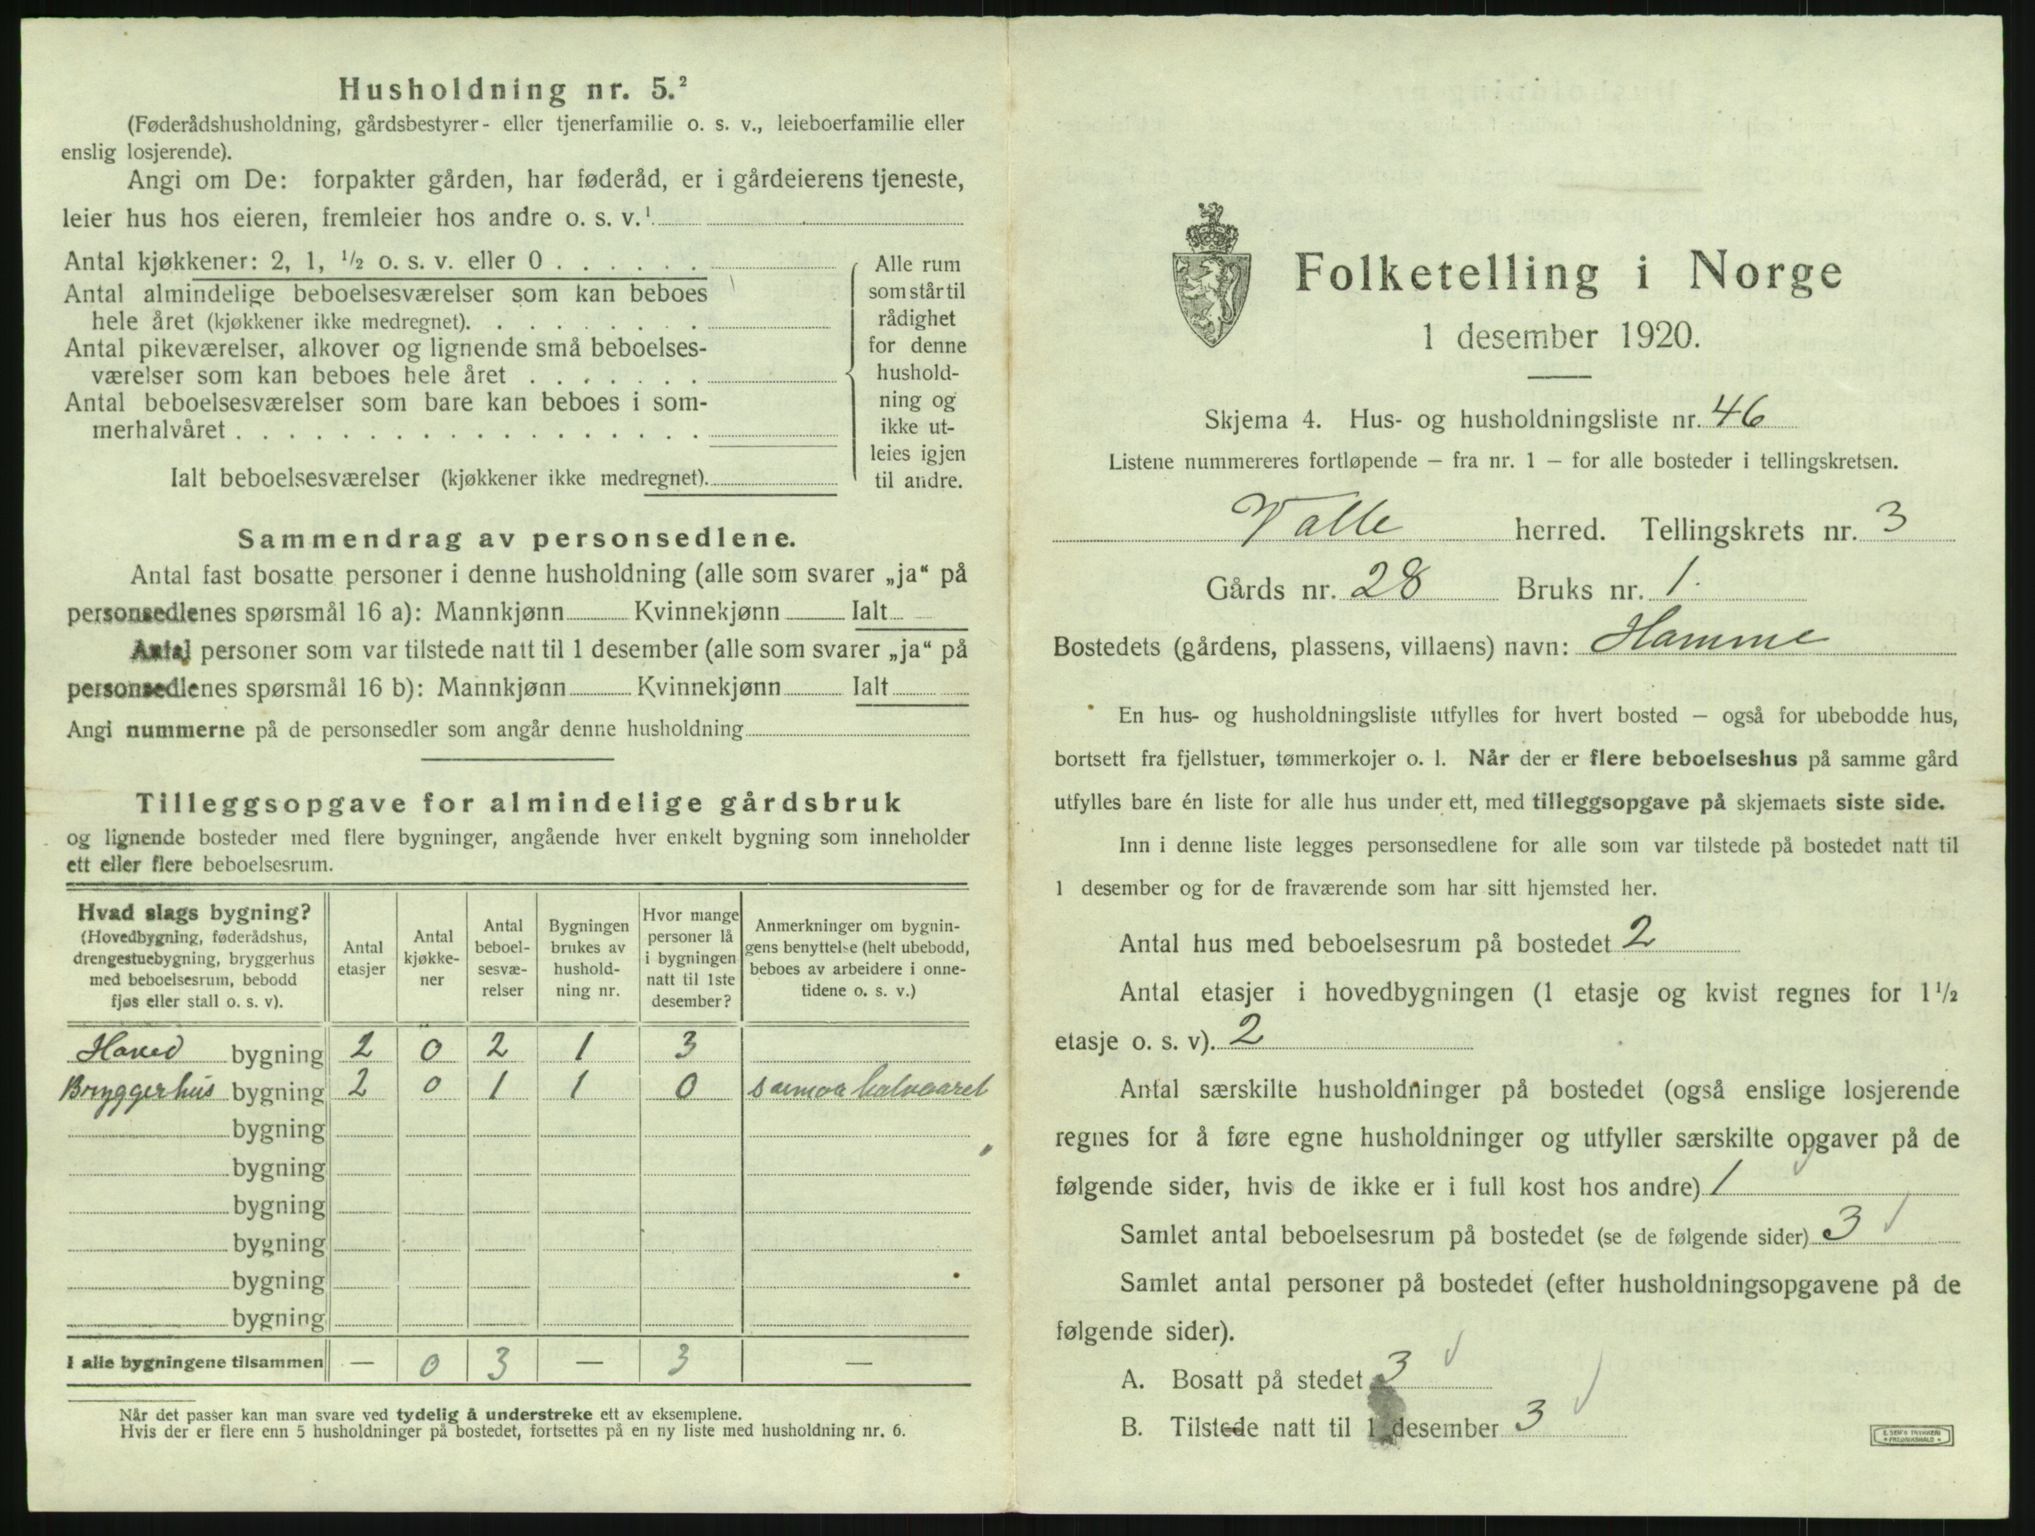 Husholdning nr. 5.²
(Føderådshusholdning, gårdsbestyrer- eller tjenerfamilie o. s. v., leieboerfamilie eller
enslig losjerende).
Angi om De: forpakter gården, har føderåd, er i gårdeierens tjeneste,
leier hus hos eieren, fremleier hos andre o. s. v.¹
Antal kjøkkener: 2, 1, ½ o. s. v. eller 0 . . . . . .
Antal almindelige beboelsesværelser som kan beboes
hele året (kjøkkener ikke medregnet). . . . . . . . .
Antal pikeværelser, alkover og lignende små beboelses-
værelser som kan beboes hele året . . . . . . .
Antal beboelsesværelser som bare kan beboes i som-
merhalvåret . . . . . . . . . . . . . . . . . .
Ialt beboelsesværelser (kjøkkener ikke medregnet).
Alle rum
som står til
rådighet
for denne
hushold-
ning og
ikke ut-
leies igjen
til andre.
Sammendrag av personsedlene.
Antal fast bosatte personer i denne husholdning (alle som svarer „ja“ på
personsedlenes spørsmål 16 a): Mannkjønn Kvinnekjønn Ialt
Antal personer som var tilstede natt til 1 desember (alle som svarer „ja“ på
personsedlenes spørsmål 16 b): Mannkjønn Kvinnekjønn Ialt
Angi nummerne på de personsedler som angår denne husholdning
Tilleggsopgave for almindelige gårdsbruk
og lignende bosteder med flere bygninger, angående hver enkelt bygning som inneholder
ett eller flere beboelsesrum.
Hvad slags bygning?
(Hovedbygning, føderådshus,
drengestuebygning, bryggerhus
med beboelsesrum, bebodd
fjøs eller stall o. s. v).
Antal
etasjer
Antal
kjøkke-
ner
Antal
beboel-
sesvæ-
relser
Bygningen
brukes av
hushold-
ning nr.
Hvor mange
personer lå
i bygningen
natt til 1ste
desember?
Anmerkninger om bygnin-
gens benyttelse (helt ubebodd,
beboes av arbeidere i onne-
tidene o. s. v.)
Hoved bygning 2 0 2 1 3
Bryggerhus bygning 2 0 1 1 0
bygning
bygning
bygning
bygning
bygning
bygning
I alle bygningene tilsammen — 0 3 — 3 —
Når det passer kan man svare ved tydelig å understreke ett av eksemplene.
Hvis der er flere enn 5 husholdninger på bostedet, fortsettes på en ny liste med husholdning nr. 6.
Folketelling i Norge
1 desember 1920.
Skjema 4. Hus- og husholdningsliste nr. 46
Listene nummereres fortløpende – fra nr. 1 – for alle bosteder i tellingskretsen.
Valle herred. Tellingskrets nr. 3
Gårds nr. 28 Bruks nr. 1.
Bostedets (gårdens, plassens, villaens) navn: Homme
En hus- og husholdningsliste utfylles for hvert bosted – også for ubebodde hus,
bortsett fra fjellstuer, tømmerkojer o. l. Når der er flere beboelseshus på samme gård
utfylles bare én liste for alle hus under ett, med tilleggsopgave på skjemaets siste side.
Inn i denne liste legges personsedlene for alle som var tilstede på bostedet natt til
1 desember og for de fraværende som har sitt hjemsted her.
Antal hus med beboelsesrum på bostedet 2
Antal etasjer i hovedbygningen (1 etasje og kvist regnes for 1½
etasje o. s. v). 2
Antal særskilte husholdninger på bostedet (også enslige losjerende
regnes for å føre egne husholdninger og utfyller særskilte opgaver på de
følgende sider, hvis de ikke er i full kost hos andre) 1
Samlet antal beboelsesrum på bostedet (se de følgende sider) 3
Samlet antal personer på bostedet (efter husholdningsopgavene på de
følgende sider).
A. Bosatt på stedet 3
B. Tilstede natt til 1 desember 3
E. SEM'S TRYKKERI
FREDRIKSHALD